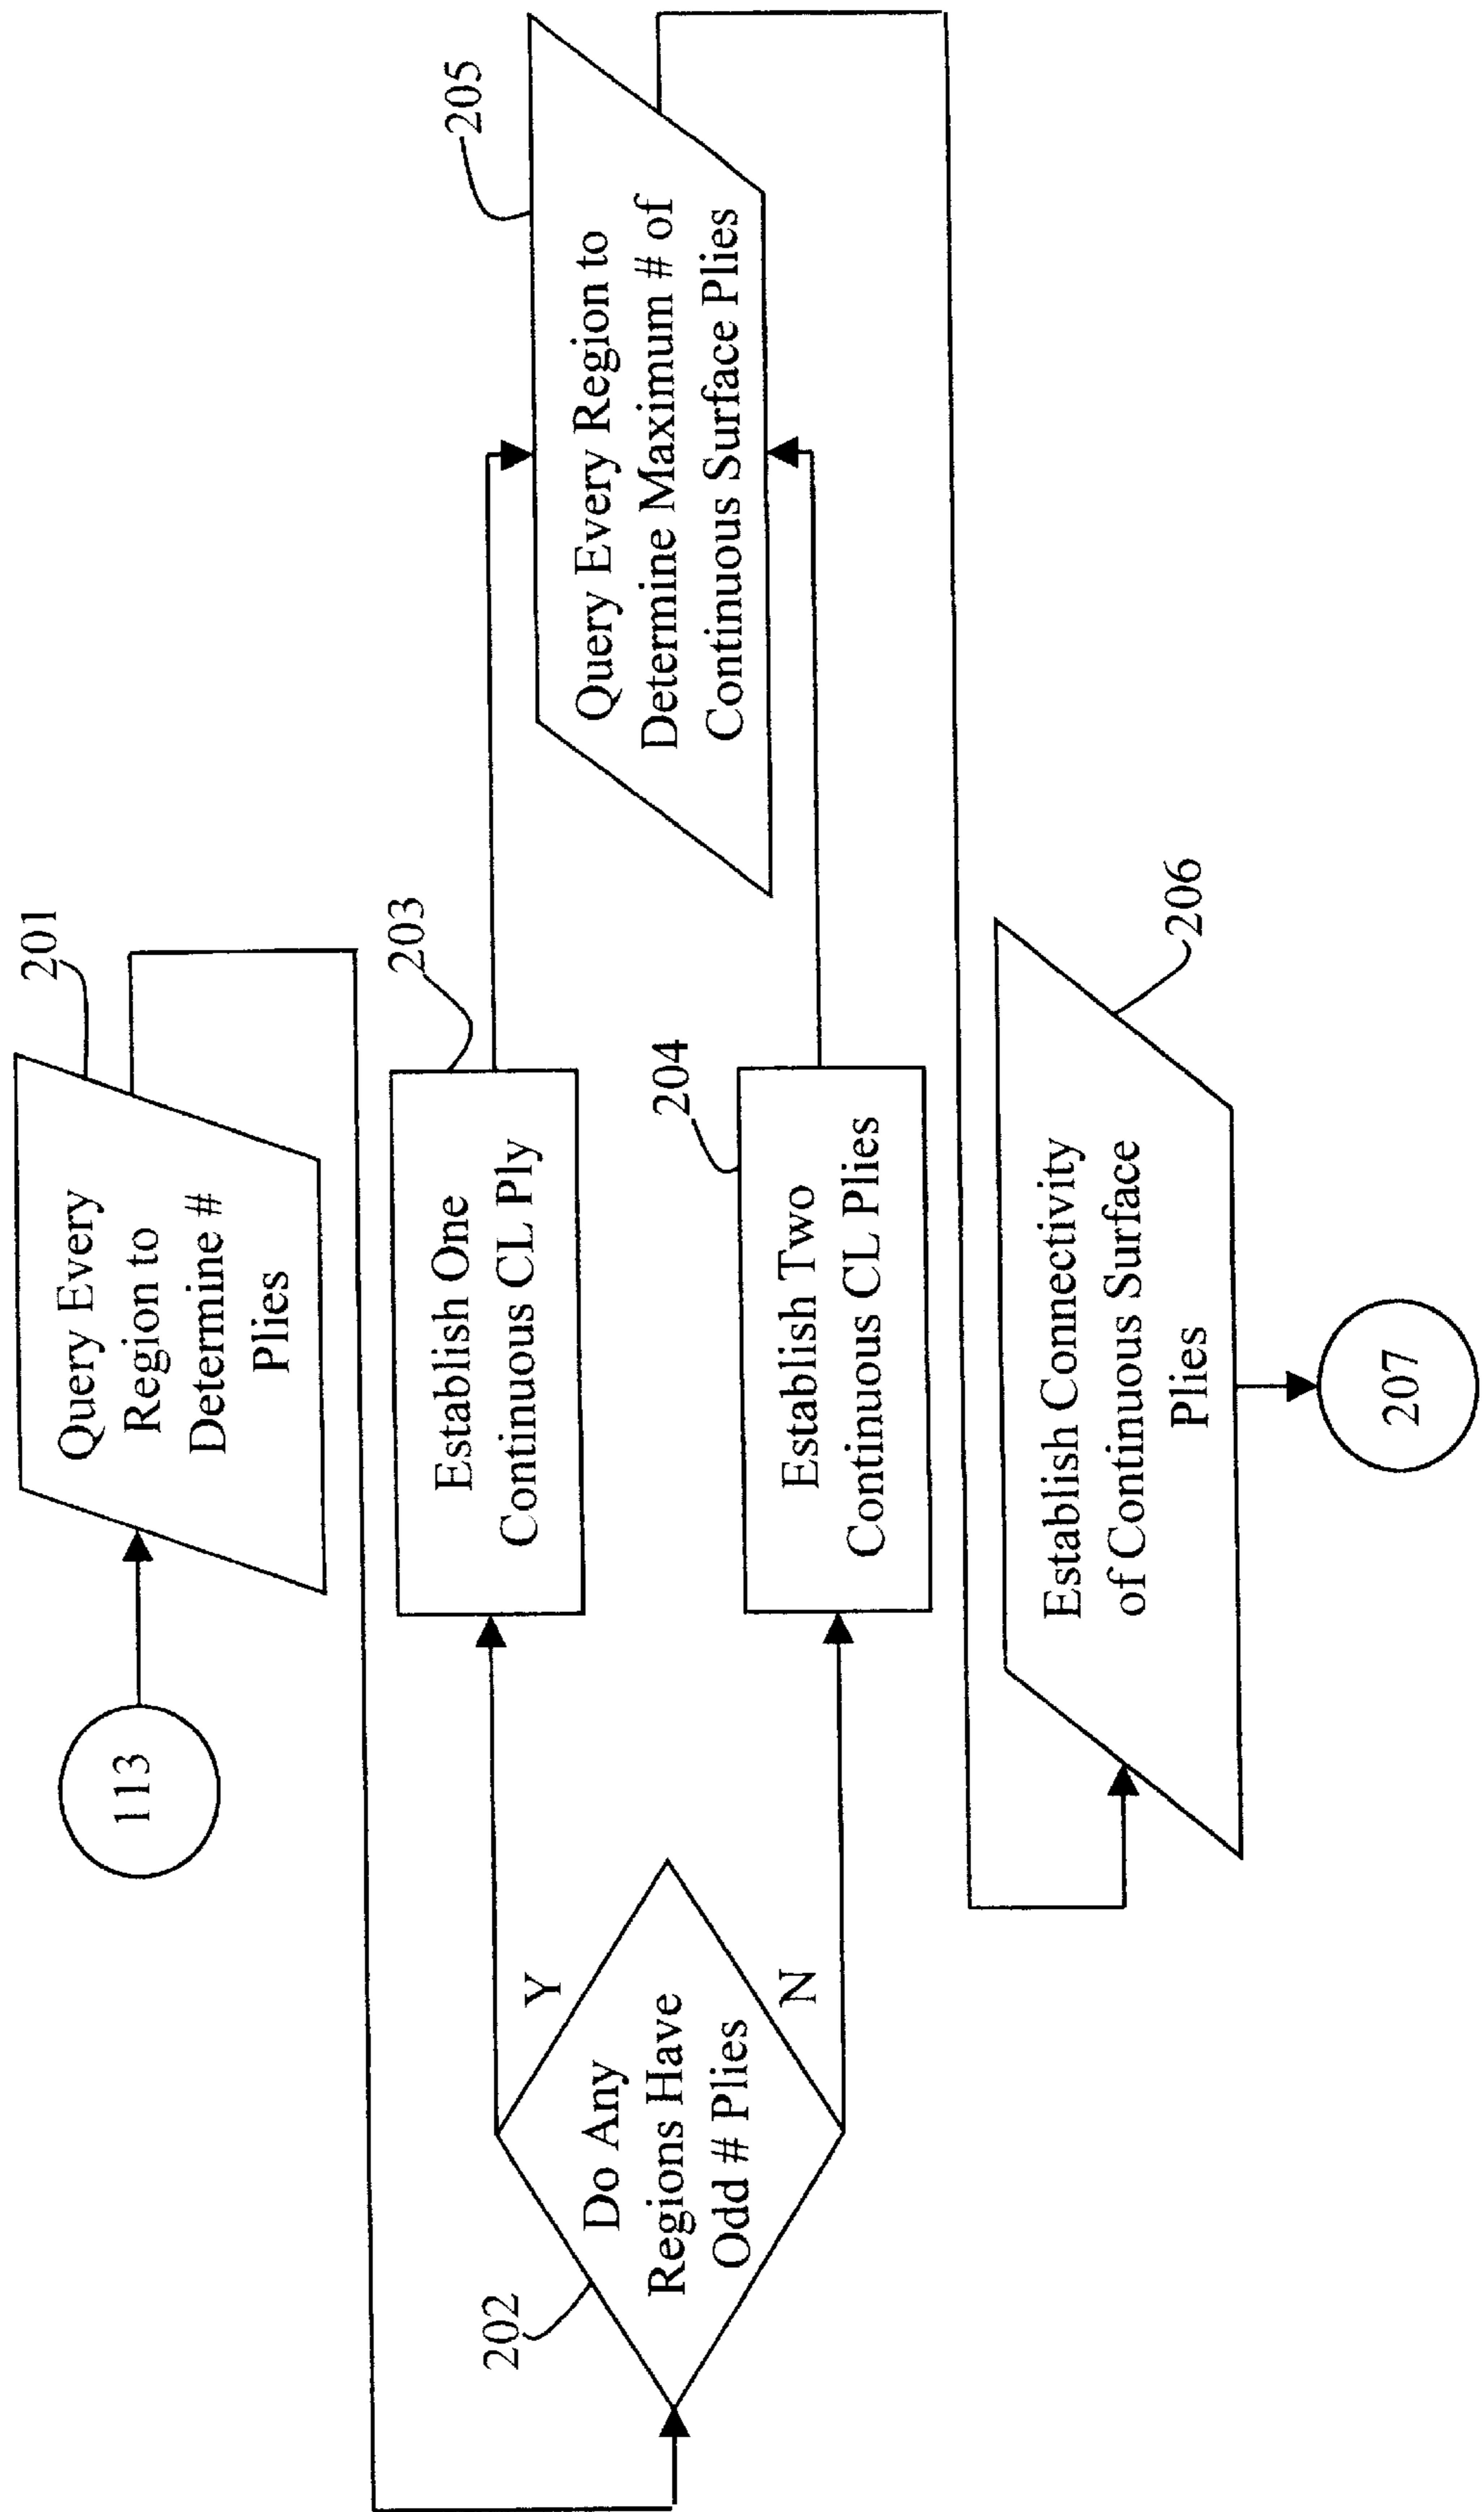 113
201
Query Every
Region to
Determine #
Plies
202
Do Any
Regions Have
Odd # Plies
Y
N
203
Establish One
Continuous CL Ply
204
Establish Two
Continuous CL Plies
205
Query Every Region to
Determine Maximum # of
Continuous Surface Plies
206
Establish Connectivity
of Continuous Surface
Plies
207